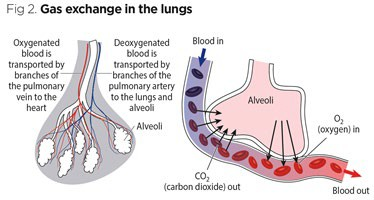 Fig 2. Gas exchange in the lungs
Oxygenated
blood is
transported by
branches of
the pulmonary
vein to the
heart
Deoxygenated
blood is
transported by
branches of the
pulmonary artery
to the lungs and
alveoli
Alveoli
Blood in
Alveoli
O₂
(oxygen) in
CO₂
(carbon dioxide) out
Blood out